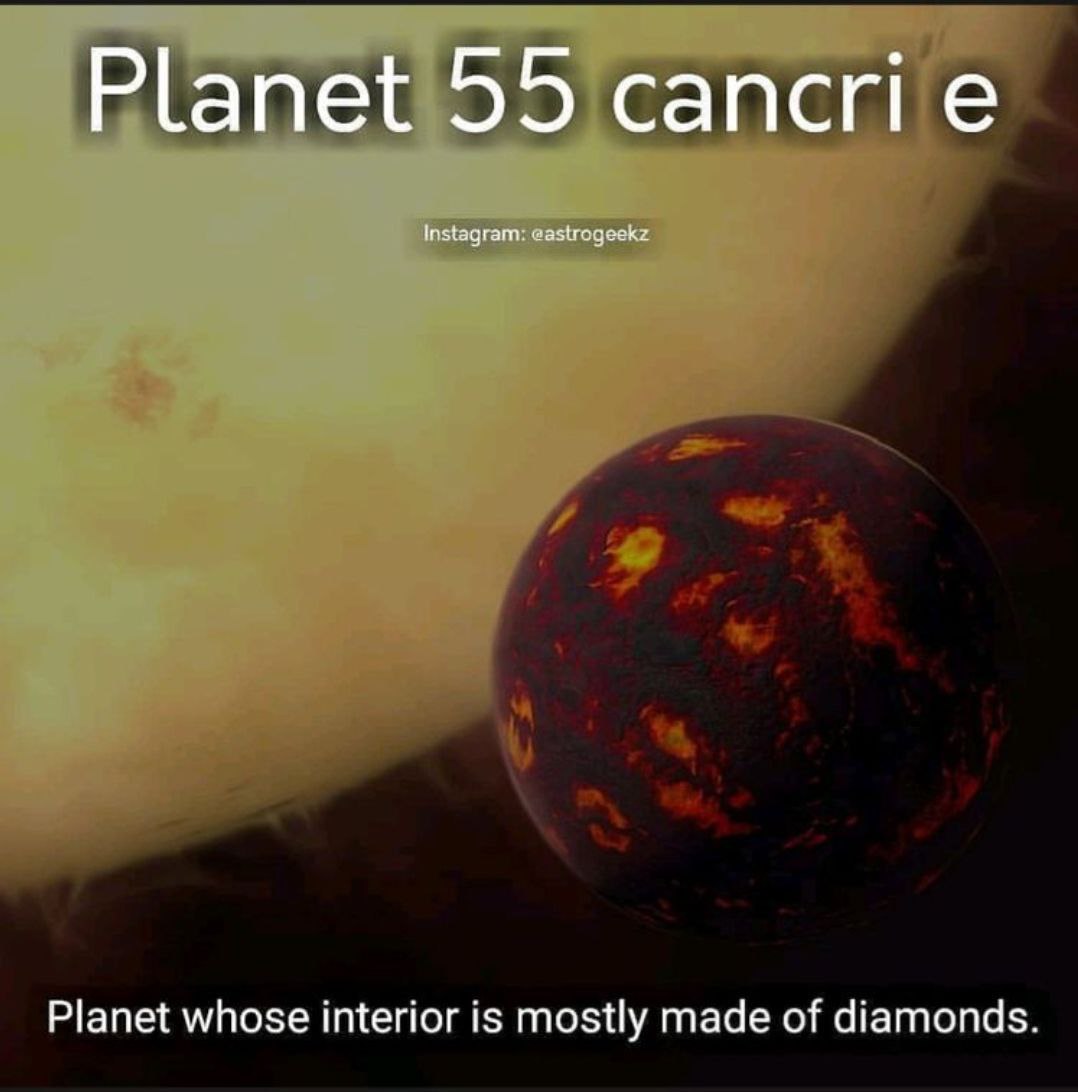 Planet 55 cancri e
Instagram: @astrogeekz
Planet whose interior is mostly made of diamonds.